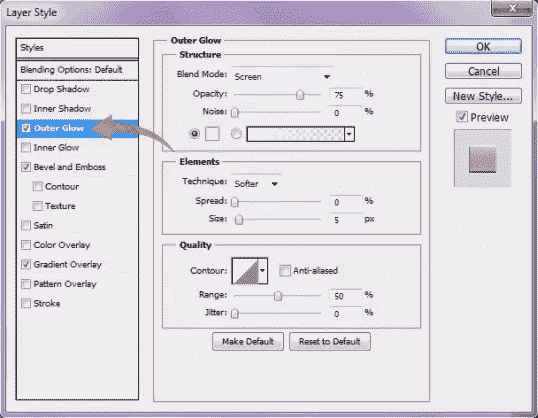 Layer Style
Styles
Blending Options: Default
Drop Shadow
Inner Shadow
Outer Glow
Inner Glow
Bevel and Emboss
Contour
Texture
Satin
Color Overlay
Gradient Overlay
Pattern Overlay
Stroke
Outer Glow
Structure
Blend Mode: Screen
Opacity: 75 %
Noise: 0 %
Elements
Technique: Softer
Spread: 0 %
Size: 5 px
Quality
Contour: Anti-aliased
Range: 50 %
Jitter: 0 %
Make Default Reset to Default
OK
Cancel
New Style...
Preview